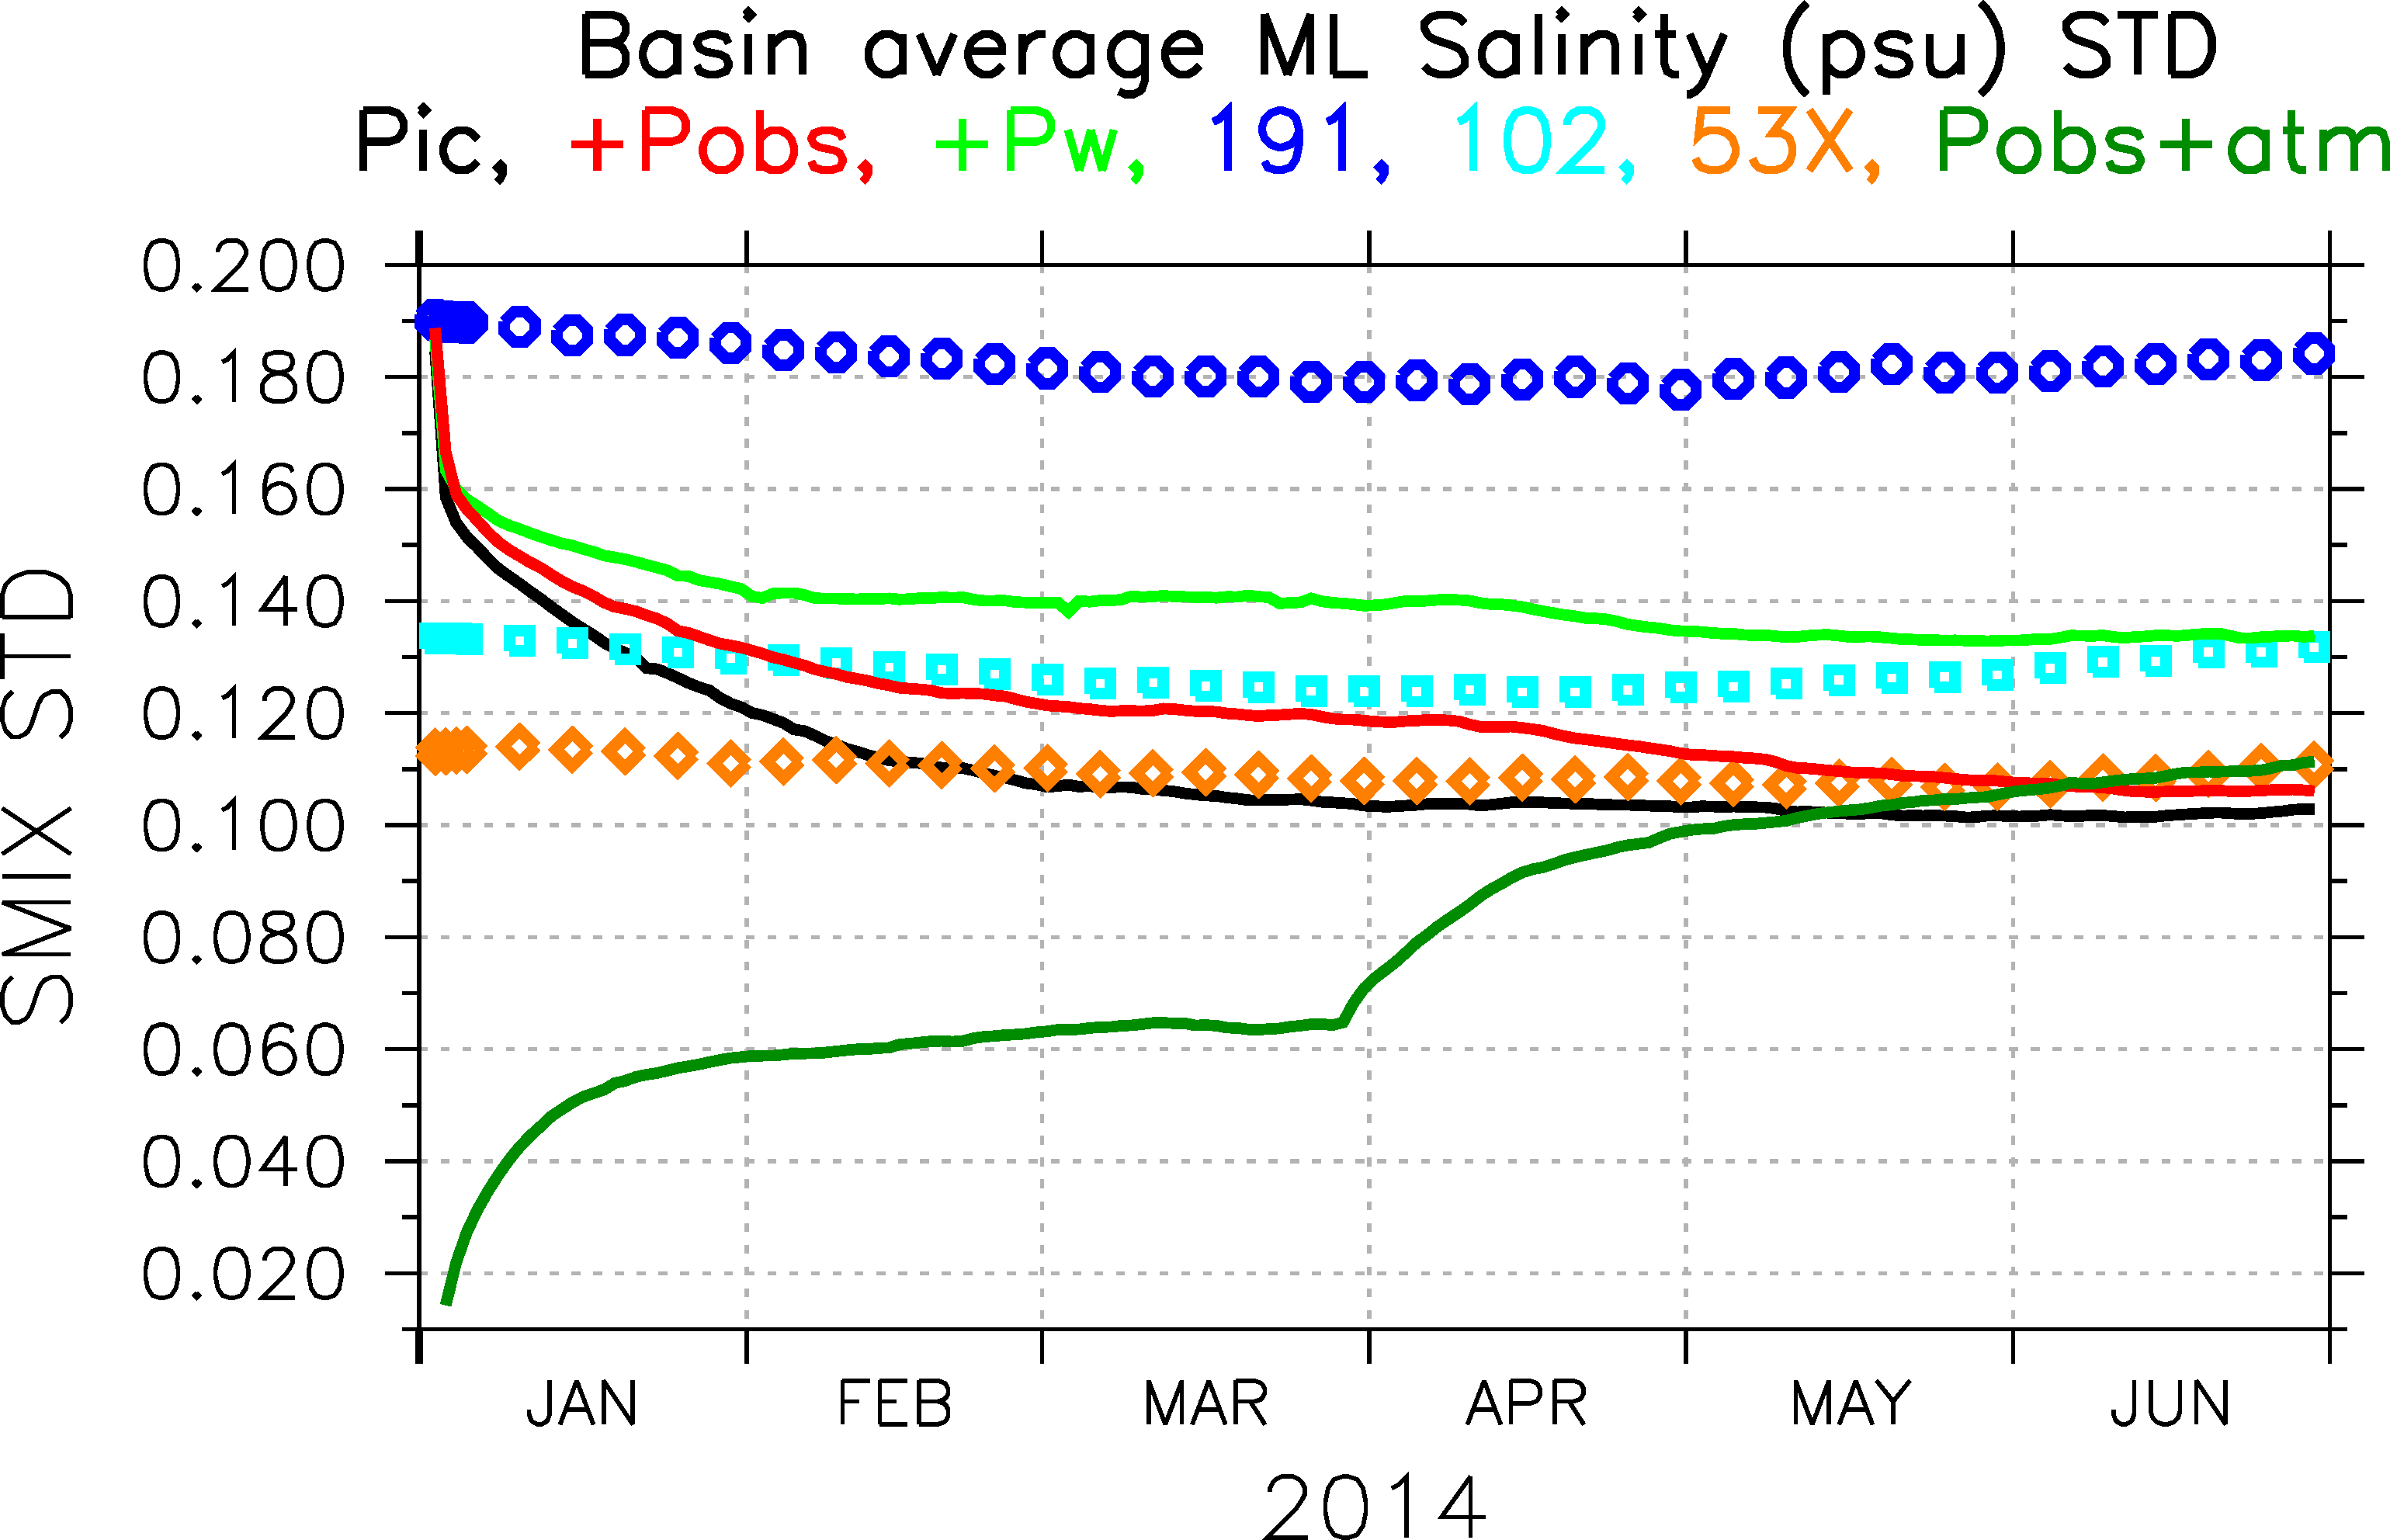 Basin average ML Salinity (psu) STD
Pic, +Pobs, +Pw, 191, 102, 53X, Pobs+atm
SMIX STD
0.200
0.180
0.160
0.140
0.120
0.100
0.080
0.060
0.040
0.020
JAN FEB MAR APR MAY JUN
2014